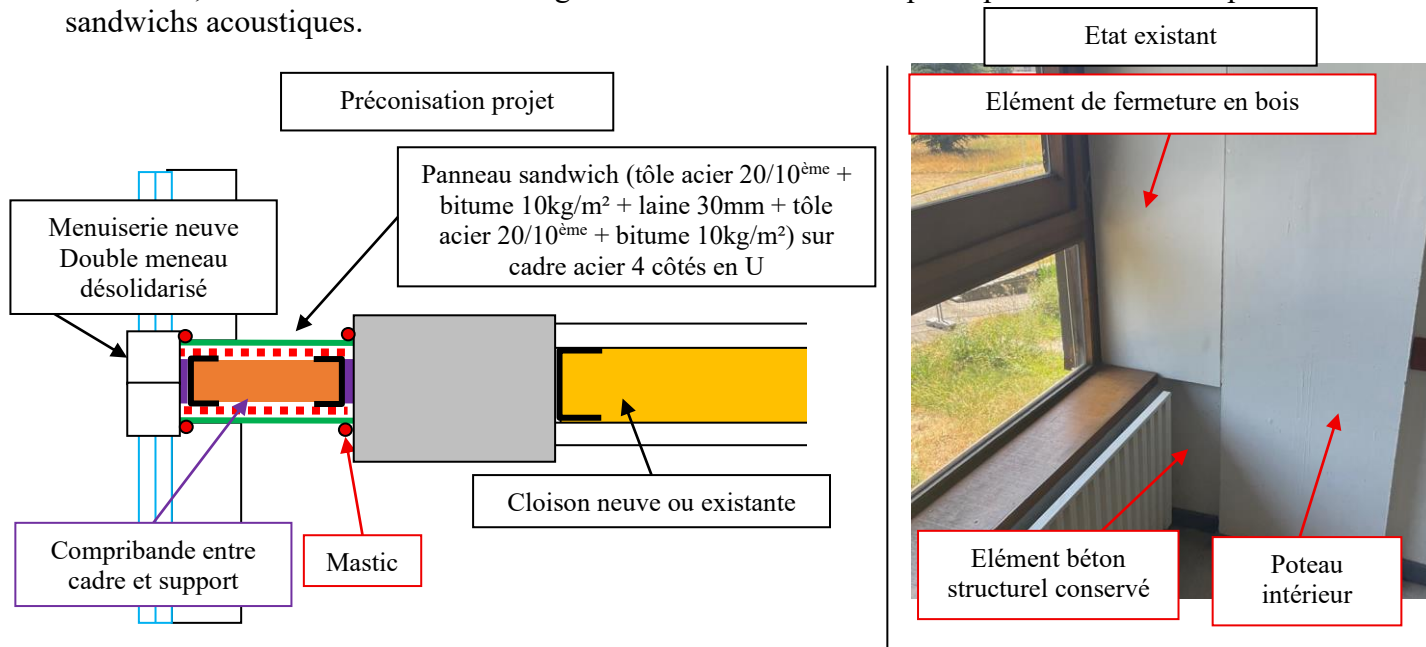 sandwichs acoustiques.
Etat existant
Préconisation projet
Elément de fermeture en bois
Panneau sandwich (tôle acier 20/10ème +
bitume 10kg/m² + laine 30mm + tôle
acier 20/10ème + bitume 10kg/m²) sur
cadre acier 4 côtés en U
Menuiserie neuve
Double meneau
désolidarisé
Cloison neuve ou existante
Compribande entre
cadre et support
Mastic
Elément béton
structurel conservé
Poteau
intérieur